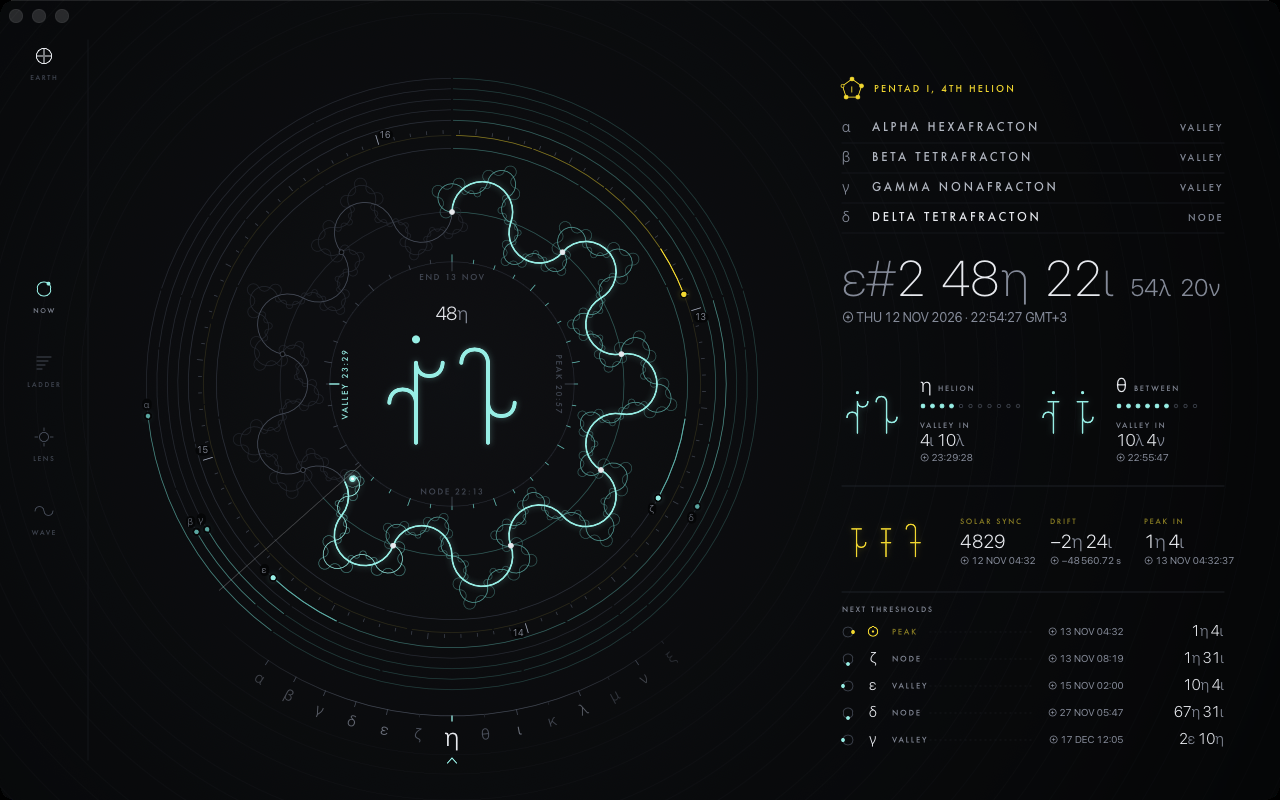 EARTH
NOW
LADDER
LENS
WAVE
16
13
15
14
END 13 NOV
48η
VALLEY 23:29
PEAK 20:57
NODE 22:13
α
β γ
ε
ζ
δ
α β γ δ ε ζ η θ ι κ λ μ ν ξ
I
PENTAD I, 4TH HELION
α ALPHA HEXAFRACTON VALLEY
β BETA TETRAFRACTON VALLEY
γ GAMMA NONAFRACTON VALLEY
δ DELTA TETRAFRACTON NODE
ε#2 48η 22ι 54λ 20ν
THU 12 NOV 2026 · 22:54:27 GMT+3
η HELION
VALLEY IN
4ι 10λ
23:29:28
θ BETWEEN
VALLEY IN
10λ 4ν
22:55:47
SOLAR SYNC
4829
12 NOV 04:32
DRIFT
−2η 24ι
−48 560.72 s
PEAK IN
1η 4ι
13 NOV 04:32:37
NEXT THRESHOLDS
PEAK 13 NOV 04:32 1η 4ι
ζ NODE 13 NOV 08:19 1η 31ι
ε VALLEY 15 NOV 02:00 10η 4ι
δ NODE 27 NOV 05:47 67η 31ι
γ VALLEY 17 DEC 12:05 2ε 10η